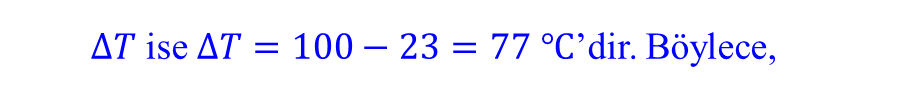 Δ𝑇 ise Δ𝑇 = 100 − 23 = 77 °C’dir. Böylece,